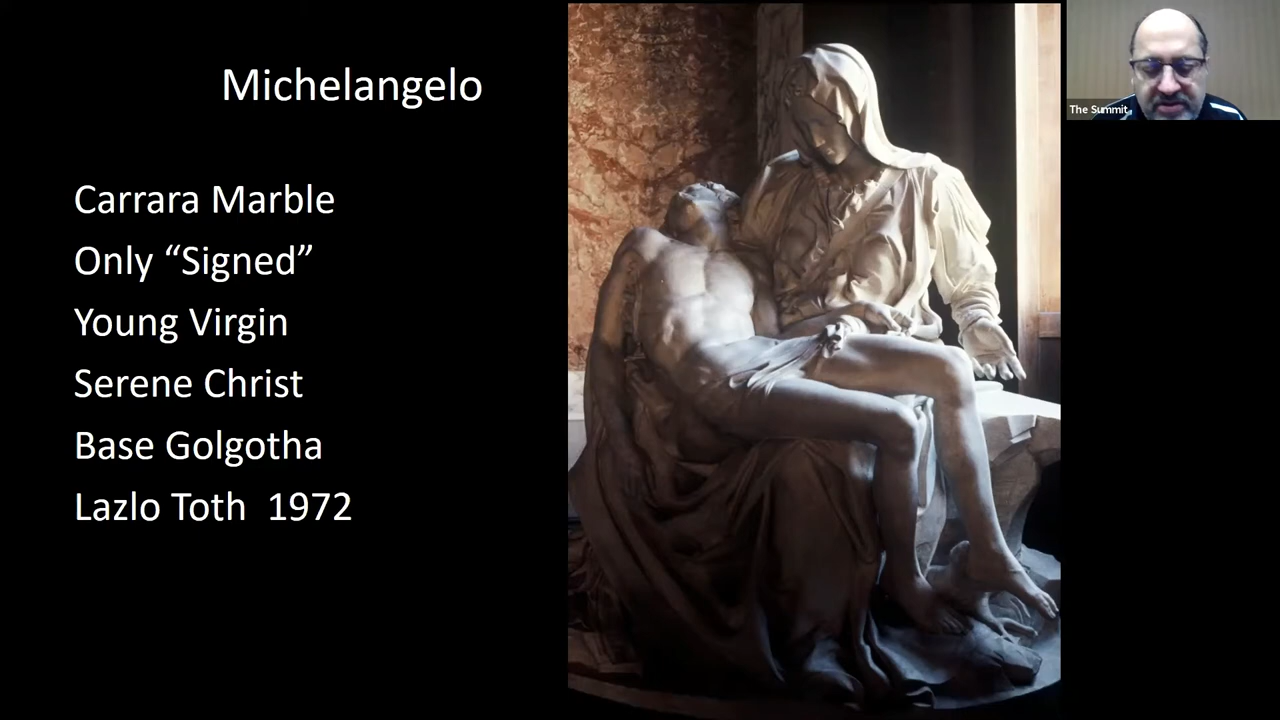 Michelangelo
Carrara Marble
Only “Signed”
Young Virgin
Serene Christ
Base Golgotha
Lazlo Toth  1972
The Summit